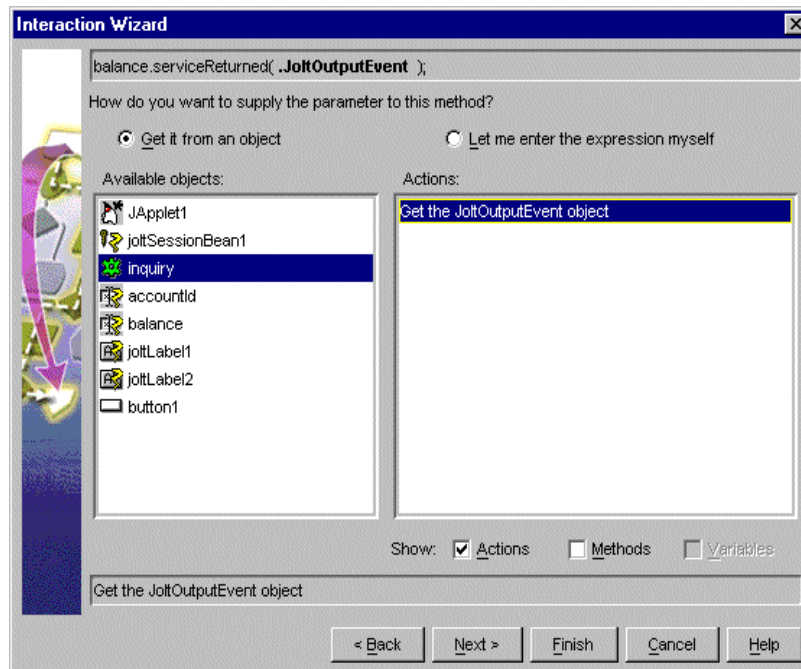 Interaction Wizard
balance.serviceReturned( .JoltOutputEvent );
How do you want to supply the parameter to this method?
Get it from an object
Let me enter the expression myself
Available objects:
Actions:
JApplet1
joltSessionBean1
inquiry
accountId
balance
joltLabel1
joltLabel2
button1
Get the JoltOutputEvent object
Show: Actions Methods Variables
Get the JoltOutputEvent object
< Back Next > Finish Cancel Help